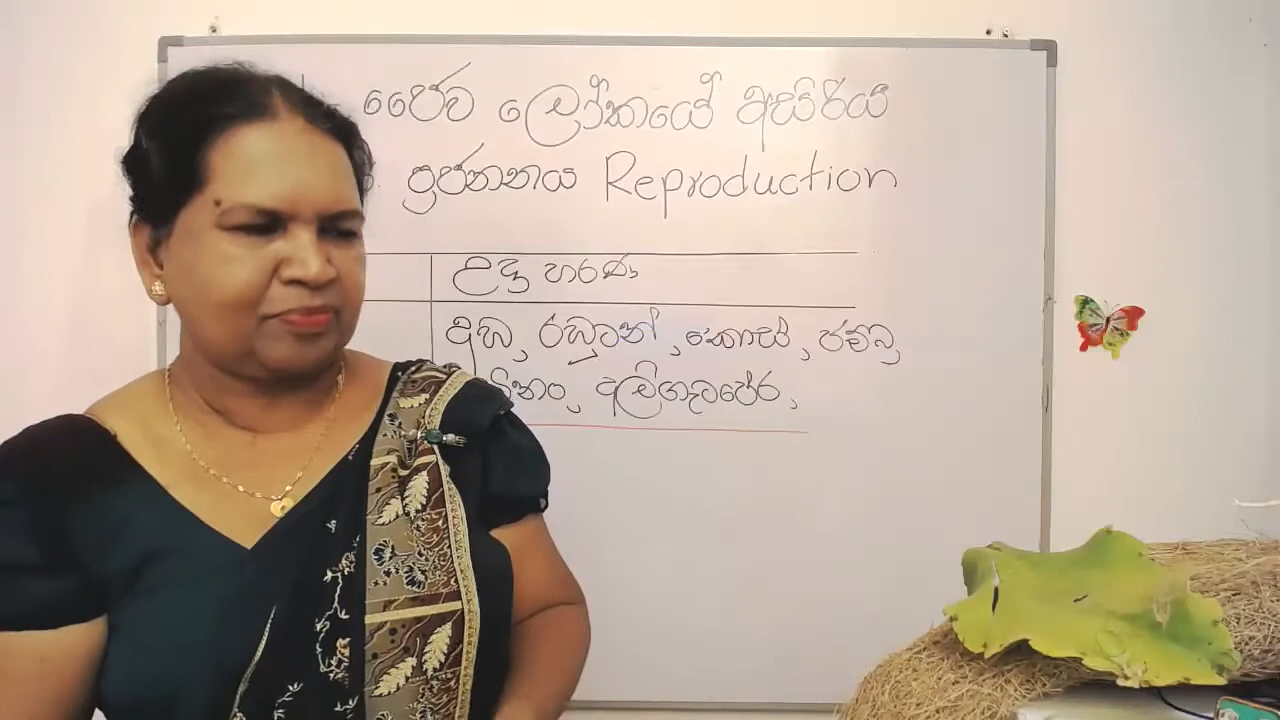 ජෛව ලෝකයේ අසිරිය
ප්‍රජනනය Reproduction
උදාහරණ
අඹ, රඹුටන්, කොස්, ජම්බු,
අලිගැටපේර,